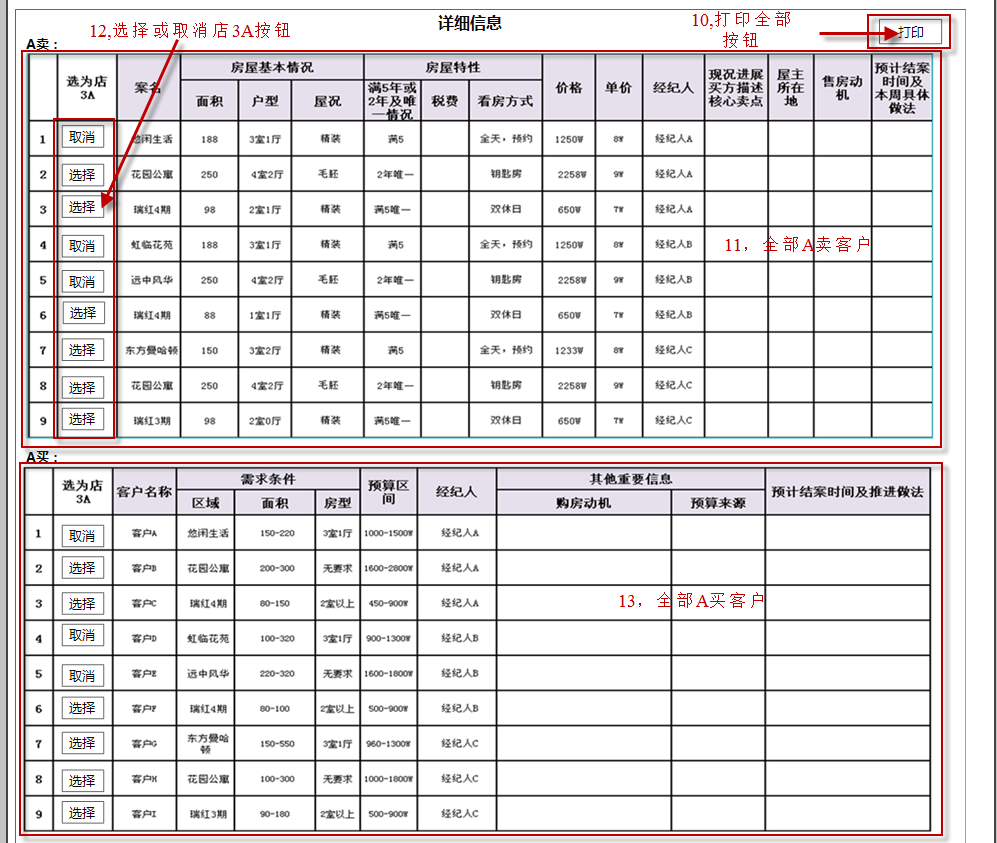 详细信息
12,选择或取消店3A按钮
10,打印全部
按钮
打印
A卖：
选为店3A 案名 房屋基本情况 房屋特性 价格 单价 经纪人 现况进展买方描述核心卖点 屋主所在地 售房动机 预计结案时间及本周具体做法
面积 户型 屋况 满5年或2年及唯一情况 税费 看房方式
1 取消 悠闲生活 188 3室1厅 精装 满5 全天，预约 1250W 8W 经纪人A
2 选择 花园公寓 250 4室2厅 毛胚 2年唯一 钥匙房 2258W 9W 经纪人A
3 选择 瑞红4期 98 2室1厅 精装 满5唯一 双休日 650W 7W 经纪人A
4 取消 虹临花苑 188 3室1厅 精装 满5 全天，预约 1250W 8W 经纪人B
11，全部A卖客户
5 取消 远中风华 250 4室2厅 毛胚 2年唯一 钥匙房 2258W 9W 经纪人B
6 选择 瑞红4期 88 1室1厅 精装 满5唯一 双休日 650W 7W 经纪人B
7 选择 东方曼哈顿 150 3室2厅 精装 满5 全天，预约 1233W 8W 经纪人C
8 选择 花园公寓 250 4室2厅 毛胚 2年唯一 钥匙房 2258W 9W 经纪人C
9 选择 瑞红3期 98 2室0厅 精装 满5唯一 双休日 650W 7W 经纪人C
A买：
选为店3A 客户名称 需求条件 预算区间 经纪人 其他重要信息 预计结案时间及推进做法
区域 面积 房型 购房动机 预算来源
1 取消 客户A 悠闲生活 150-220 3室1厅 1000-1500W 经纪人A
2 选择 客户B 花园公寓 200-300 无要求 1600-2800W 经纪人A
3 选择 客户C 瑞红4期 80-150 2室以上 450-900W 经纪人A
13，全部A买客户
4 取消 客户D 虹临花苑 100-320 3室1厅 900-1300W 经纪人B
5 取消 客户E 远中风华 220-320 无要求 1600-1800W 经纪人B
6 选择 客户F 瑞红4期 80-100 2室以上 500-900W 经纪人B
7 选择 客户G 东方曼哈顿 150-550 3室1厅 960-1300W 经纪人C
8 选择 客户H 花园公寓 100-300 无要求 1000-1800W 经纪人C
9 选择 客户I 瑞红3期 90-180 2室以上 500-900W 经纪人C